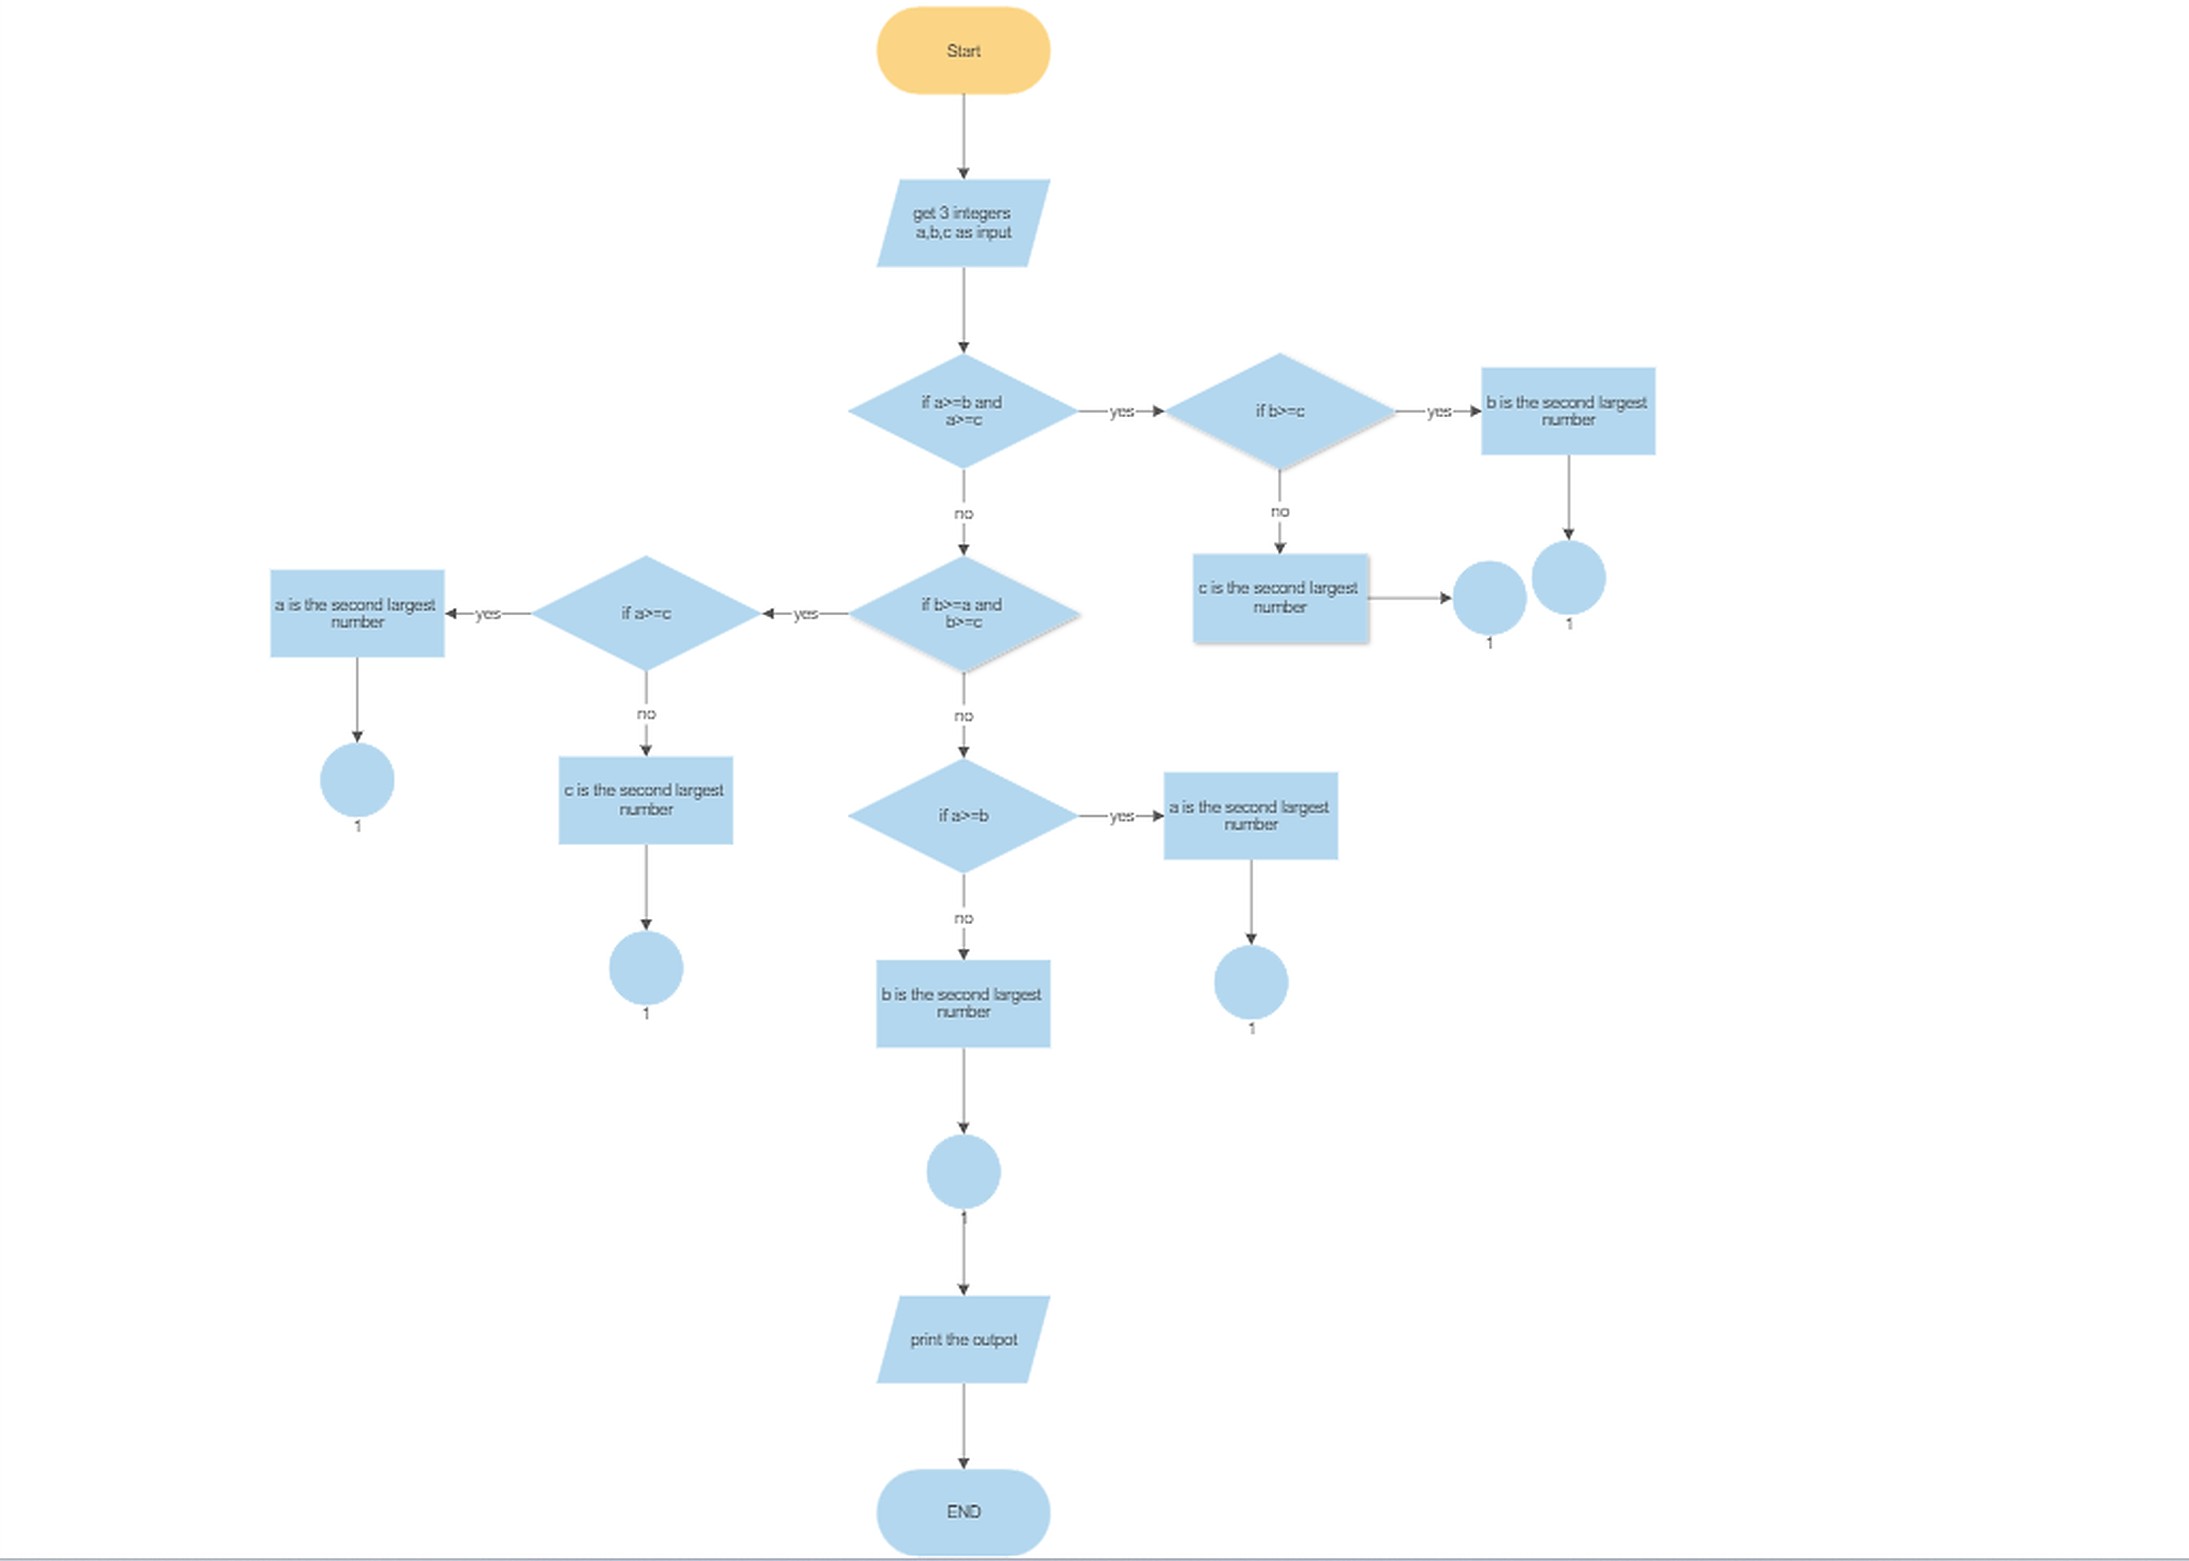 Start
get 3 integers
a,b,c as input
if a>=b and
a>=c
yes
if b>=c
yes
b is the second largest
number
no
no
1
c is the second largest
number
1
if b>=a and
b>=c
yes
if a>=c
yes
a is the second largest
number
1
no
c is the second largest
number
1
no
if a>=b
yes
a is the second largest
number
1
no
b is the second largest
number
1
print the outpot
END